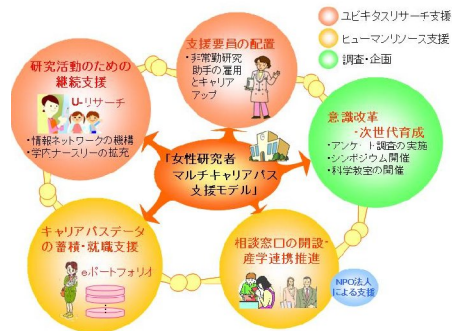 ユビキタスリサーチ支援
ヒューマンリソース支援
調査・企画
支援要員の配置
・非常勤研究
助手の雇用
とキャリア
アップ
研究活動のための
継続支援
U-リサーチ
・情報ネットワークの機構
・学内ナースリーの拡充
意識改革
・次世代育成
・アンケート調査の実施
・シンポジウム開催
・科学教室の開催
「女性研究者
マルチキャリアパス
支援モデル」
キャリアパスデータ
の蓄積・就職支援
eポートフォリオ
相談窓口の開設・
産学連携推進
NPO法人
による支援